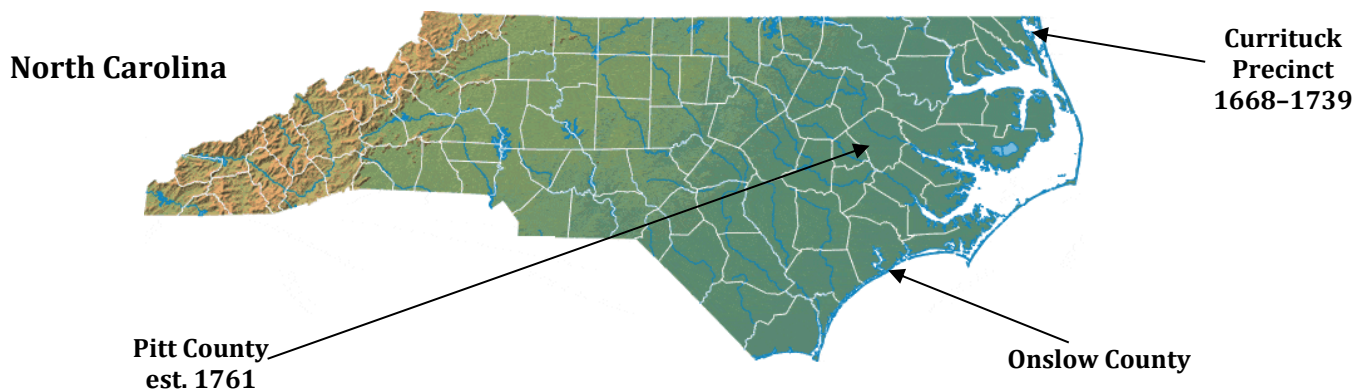 North Carolina
Currituck
Precinct
1668–1739
Pitt County
est. 1761
Onslow County